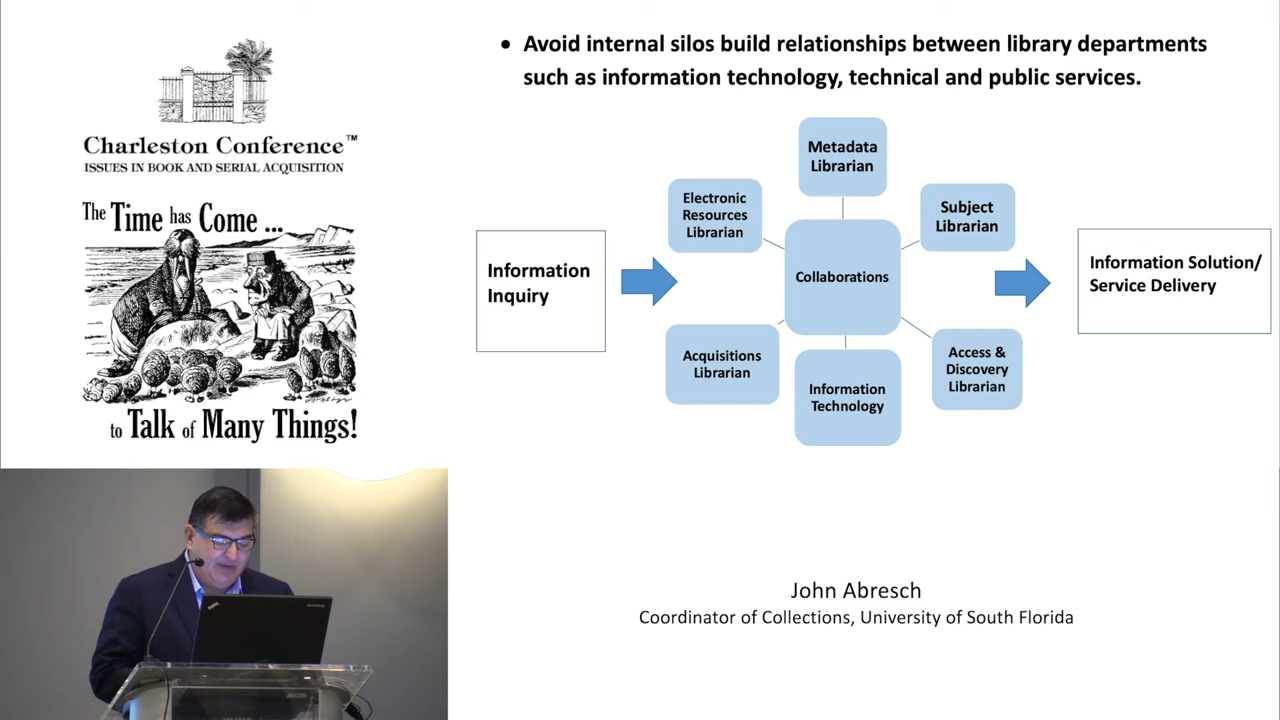 Charleston Conference™
ISSUES IN BOOK AND SERIAL ACQUISITION
The Time has Come ...
to Talk of Many Things!
• Avoid internal silos build relationships between library departments
such as information technology, technical and public services.
Information
Inquiry
Electronic
Resources
Librarian
Metadata
Librarian
Subject
Librarian
Collaborations
Acquisitions
Librarian
Information
Technology
Access &
Discovery
Librarian
Information Solution/
Service Delivery
John Abresch
Coordinator of Collections, University of South Florida